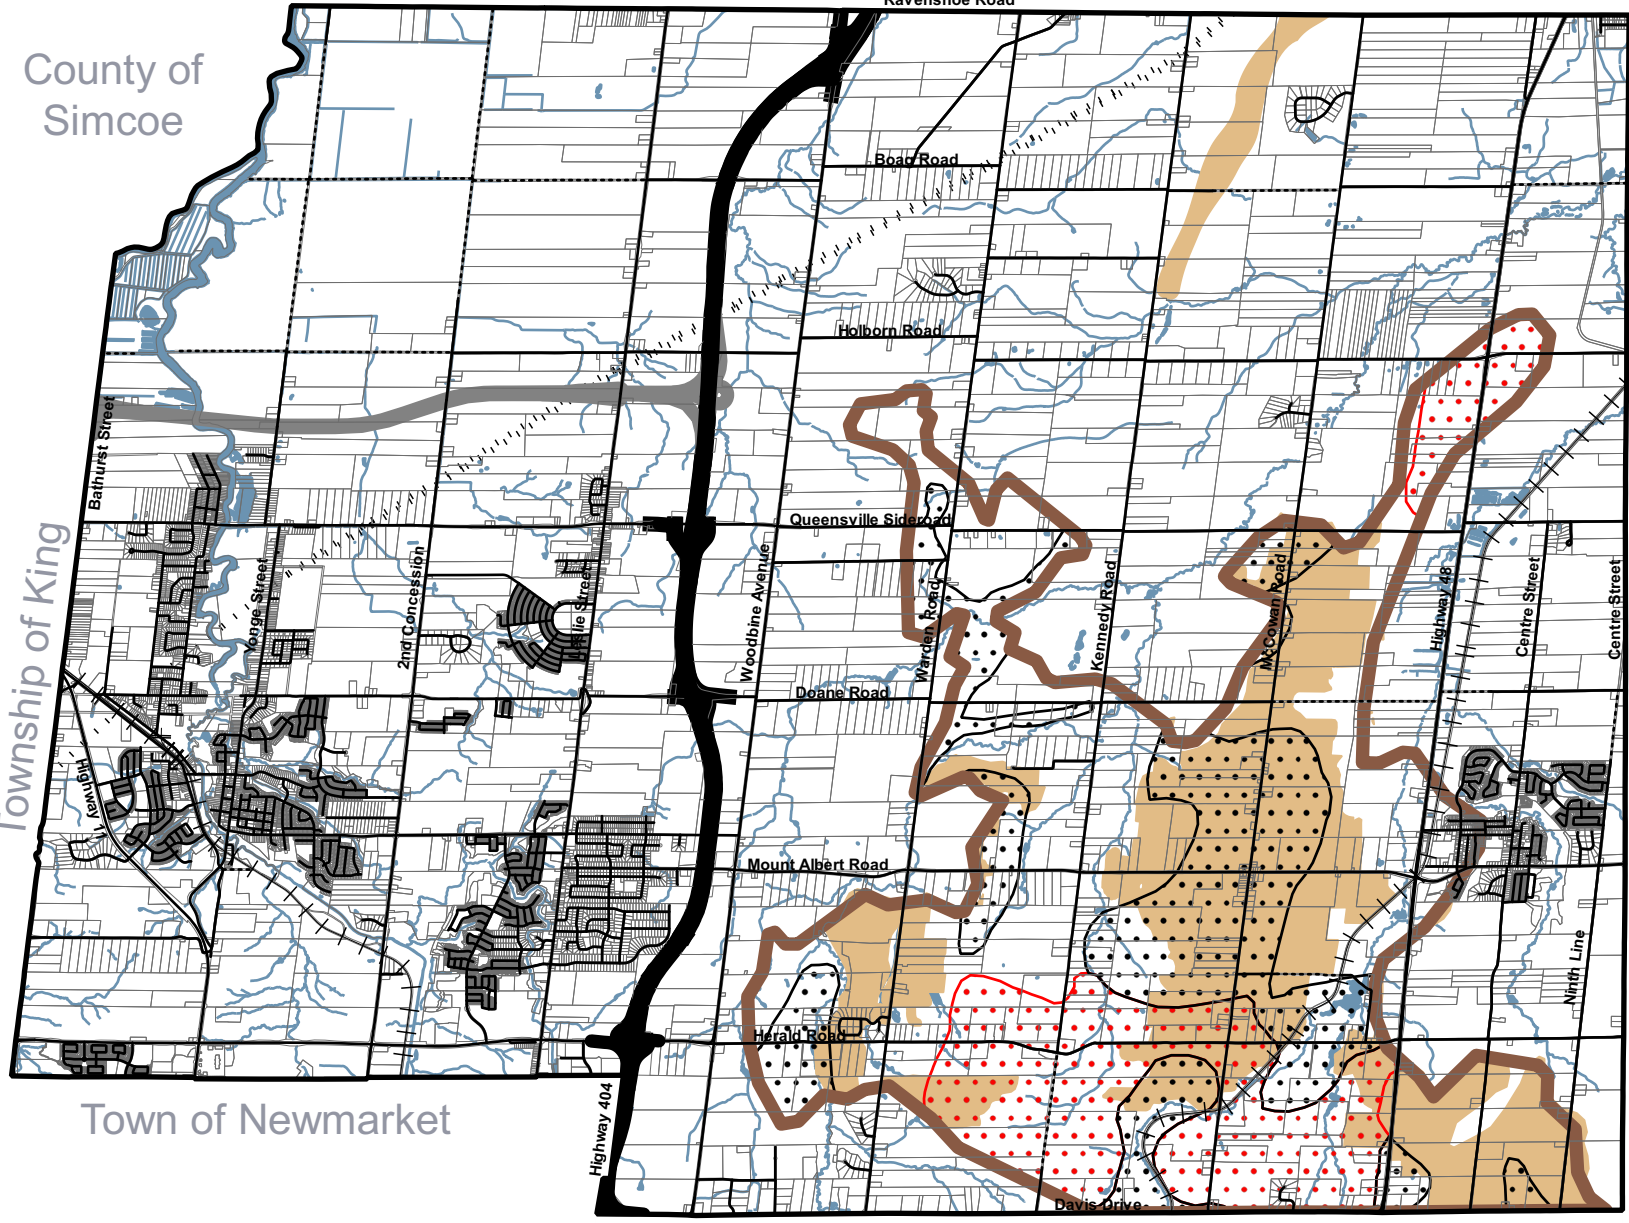 Ravenshoe Road
County of
Simcoe
Boag Road
Holborn Road
Bathurst Street
Queensville Sideroad
Township of King
Yonge Street
2nd Concession
Leslie Street
Woodbine Avenue
Warden Road
Kennedy Road
McCowan Road
Highway 48
Centre Street
Centre Street
Doane Road
Highway 11
Mount Albert Road
Ninth Line
Herald Road
Town of Newmarket
Highway 404
Davis Drive